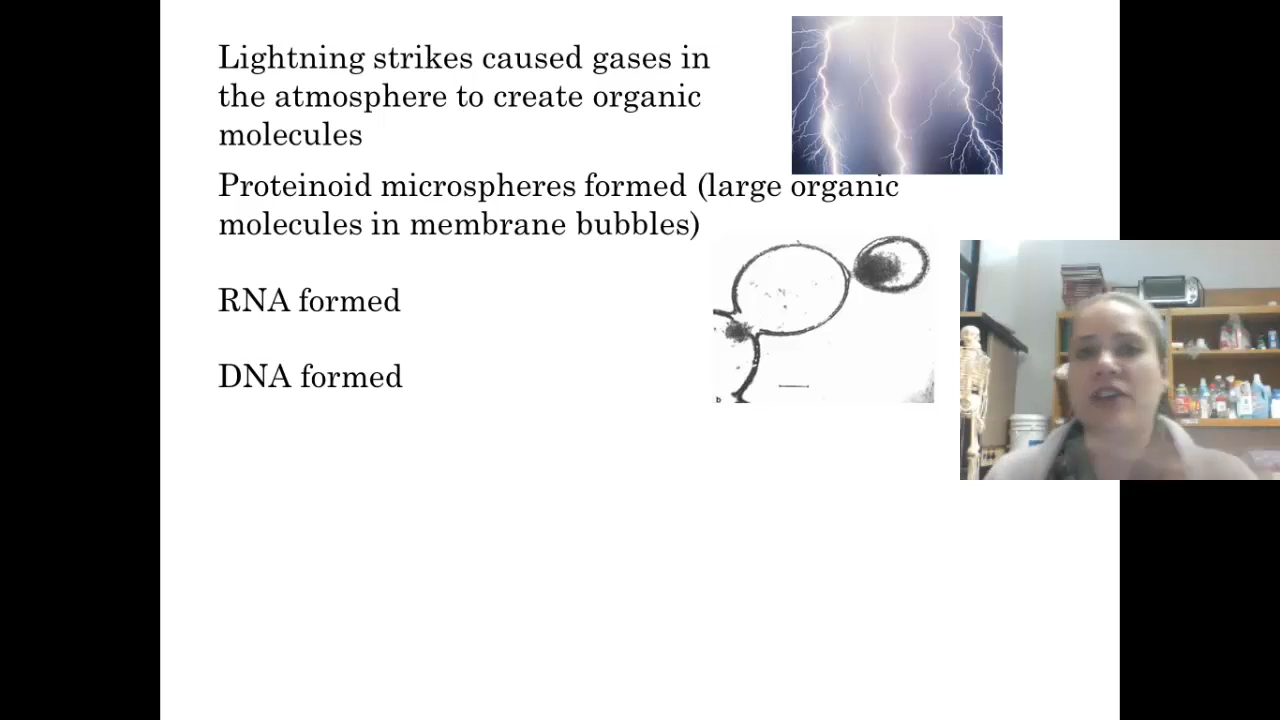 Lightning strikes caused gases in
the atmosphere to create organic
molecules
Proteinoid microspheres formed (large organic
molecules in membrane bubbles)
RNA formed
DNA formed
b